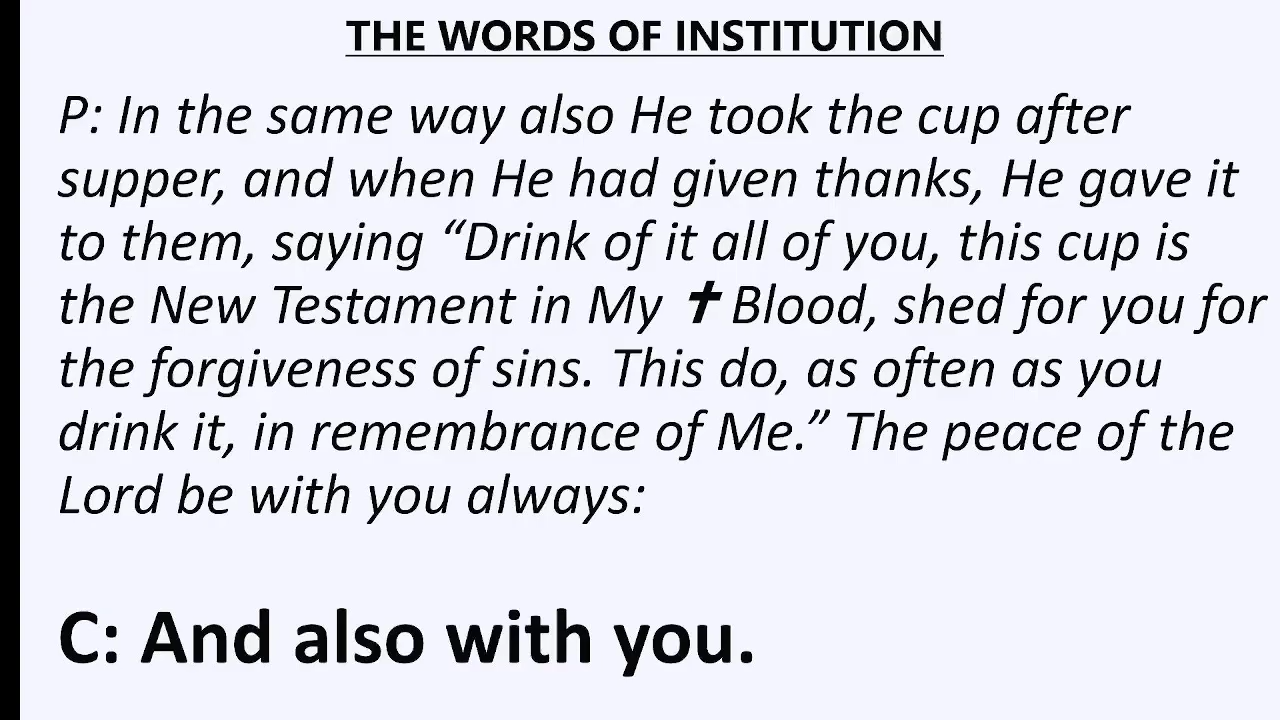 THE WORDS OF INSTITUTION
P: In the same way also He took the cup after
supper, and when He had given thanks, He gave it
to them, saying “Drink of it all of you, this cup is
the New Testament in My ✝ Blood, shed for you for
the forgiveness of sins. This do, as often as you
drink it, in remembrance of Me.” The peace of the
Lord be with you always:
C: And also with you.